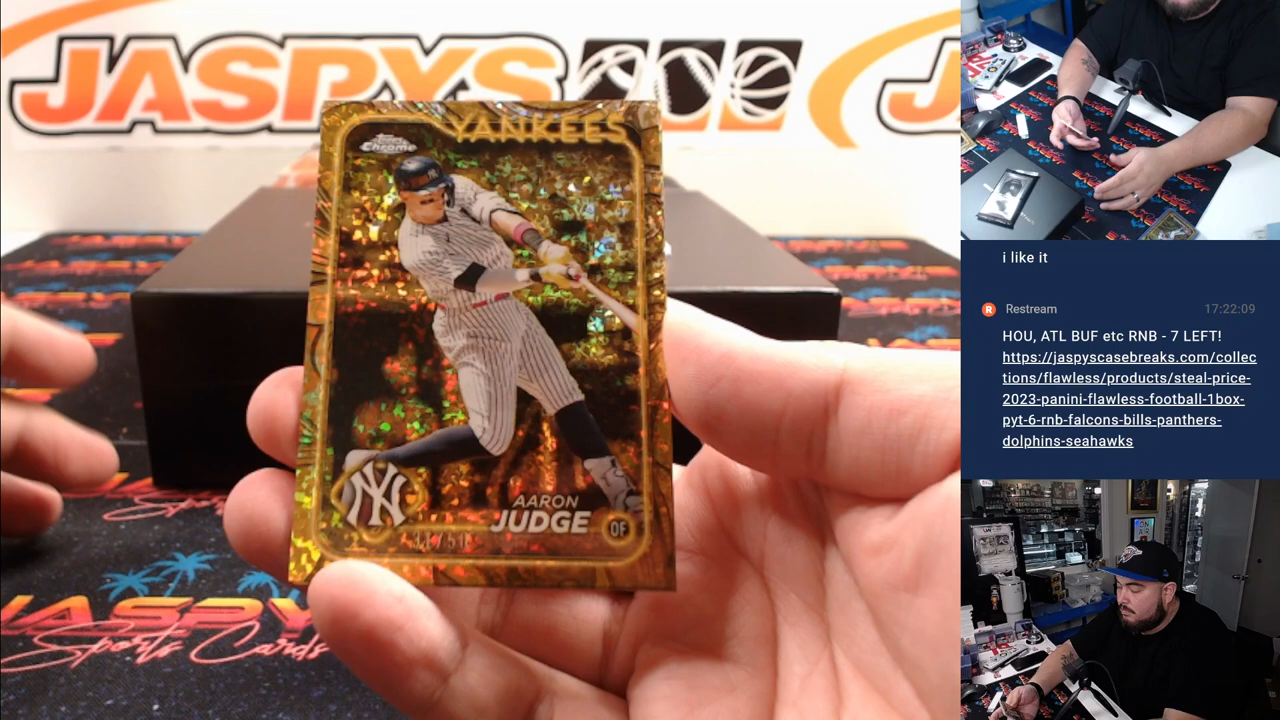 JASPYS
J
YANKEES
Topps
Chrome
NY
AARON
JUDGE
OF
JASPY
Sports Cards
i like it
Restream
17:22:09
HOU, ATL BUF etc RNB - 7 LEFT!
https://jaspyscasebreaks.com/collec
tions/flawless/products/steal-price-
2023-panini-flawless-football-1box-
pyt-6-rnb-falcons-bills-panthers-
dolphins-seahawks